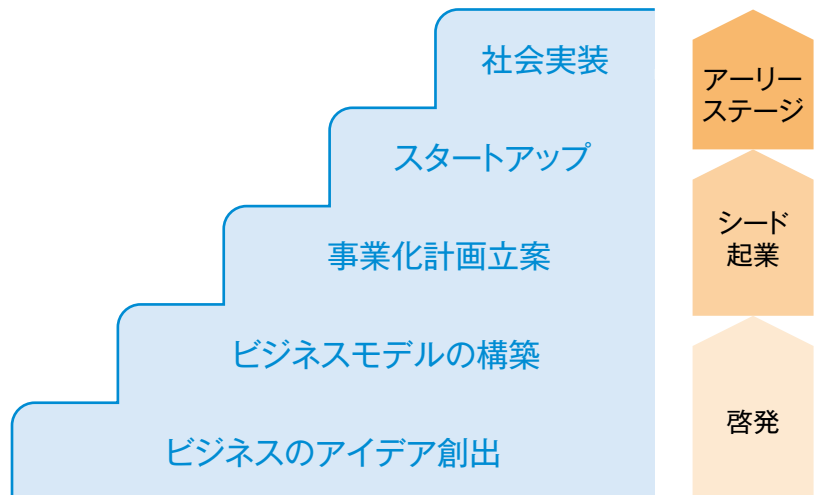 社会実装
スタートアップ
事業化計画立案
ビジネスモデルの構築
ビジネスのアイデア創出
アーリー
ステージ
シード
起業
啓発